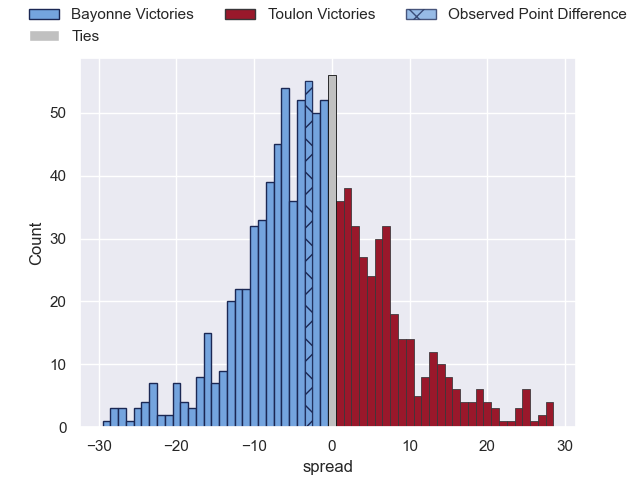 Bayonne Victories
Toulon Victories
Observed Point Difference
Ties
50
40
30
20
10
0
Count
−30
−20
−10
0
10
20
30
spread